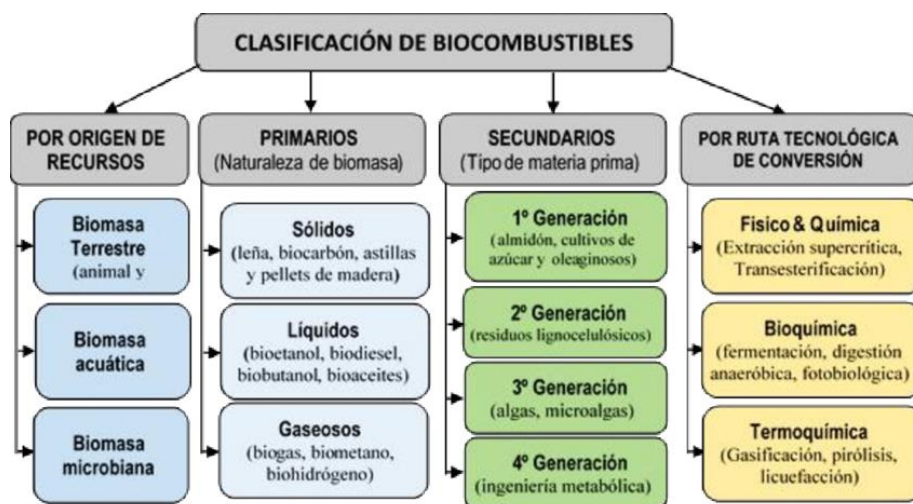 CLASIFICACIÓN DE BIOCOMBUSTIBLES
POR ORIGEN DE
RECURSOS
Biomasa
Terrestre
(animal y
Biomasa
acuática
Biomasa
microbiana
PRIMARIOS
(Naturaleza de biomasa)
Sólidos
(leña, biocarbón, astillas
y pellets de madera)
Líquidos
(bioetanol, biodiesel,
biobutanol, bioaceites)
Gaseosos
(biogas, biometano,
biohidrógeno)
SECUNDARIOS
(Tipo de materia prima)
1º Generación
(almidón, cultivos de
azúcar y oleaginosos)
2º Generación
(residuos lignocelulósicos)
3º Generación
(algas, microalgas)
4º Generación
(ingeniería metabólica)
POR RUTA TECNOLÓGICA
DE CONVERSIÓN
Fisico & Química
(Extracción supercrítica,
Transesterificación)
Bioquímica
(fermentación, digestión
anaeróbica, fotobiológica)
Termoquímica
(Gasificación, pirólisis,
licuefacción)